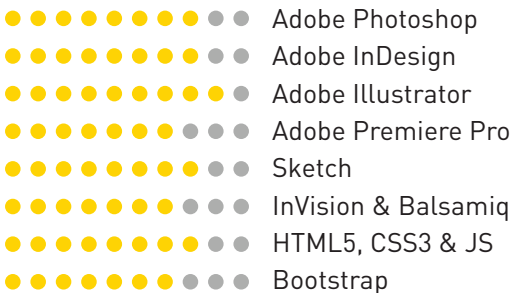 Adobe Photoshop
Adobe InDesign
Adobe Illustrator
Adobe Premiere Pro
Sketch
InVision & Balsamiq
HTML5, CSS3 & JS
Bootstrap